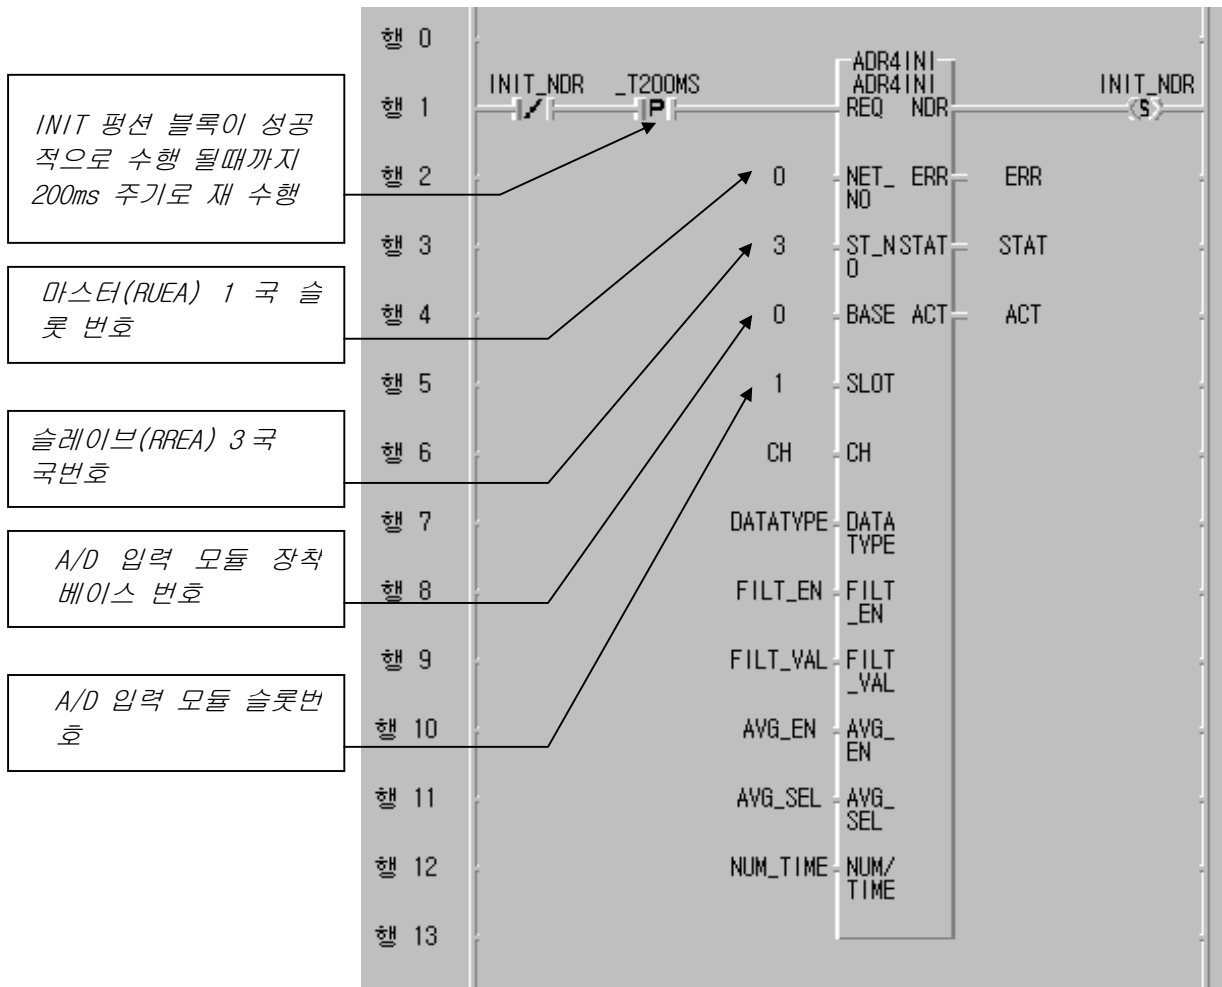 INIT 펑션 블록이 성공
적으로 수행 될때까지
200ms 주기로 재 수행
마스터(RUEA) 1 국 슬
롯 번호
슬레이브(RREA) 3 국
국번호
A/D 입력 모듈 장착
베이스 번호
A/D 입력 모듈 슬롯번
호
행 0
ADR4INI
INIT_NDR _T200MS ADR4INI INIT_NDR
행 1 P REQ NDR (S)
행 2 0 NET_ ERR ERR
NO
행 3 3 ST_N STAT STAT
O
행 4 0 BASE ACT ACT
행 5 1 SLOT
행 6 CH CH
행 7 DATATYPE DATA
TYPE
행 8 FILT_EN FILT
_EN
행 9 FILT_VAL FILT
_VAL
행 10 AVG_EN AVG_
EN
행 11 AVG_SEL AVG_
SEL
행 12 NUM_TIME NUM/
TIME
행 13